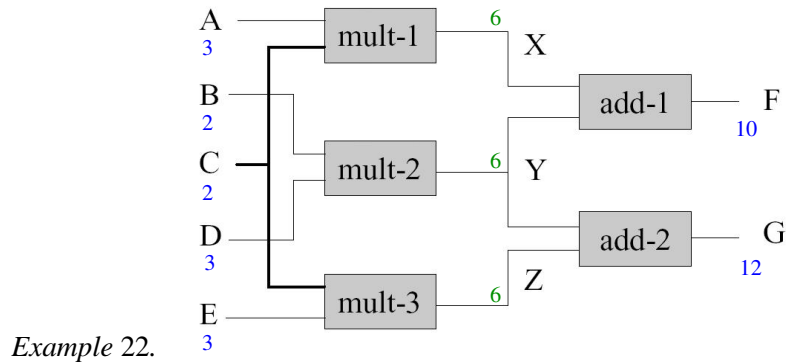 A
3
mult-1
6
X
B
2
add-1
F
10
C
2
mult-2
6
Y
D
3
add-2
G
12
Z
mult-3
6
E
3
Example 22.